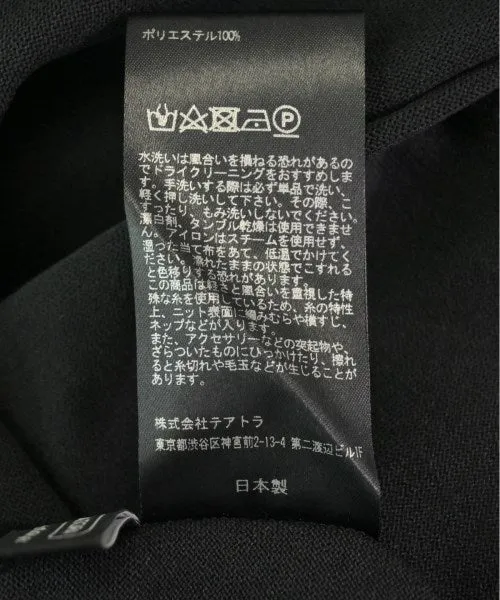 ポリエステル100%
水洗いは風合いを損ねる恐れがあるの
でドライクリーニングをおすすめしま
す。手洗いする際は必ず単品で洗い、
軽く押し洗いして下さい。その際、こ
すったり、もみ洗いしないでください。
漂白剤、タンブル乾燥は使用できませ
ん。アイロンはスチームを使用せず、
湿った当て布をあて、低温でかけてく
ださい。濡れたままの状態でこすれる
と色移りする恐れがあります。
この商品は軽さと風合いを重視した特
殊な糸を使用しているため、糸の特性
上、ニット表面に編みむらや横すじ、
ネップなどが入ります。
また、アクセサリーなどの突起物や、
ざらついたものにひっかけたり、擦れ
ると糸切れや毛玉などが生じることが
あります。
株式会社テアトラ
東京都渋谷区神宮前2-13-4 第二渡辺ビル1F
日本製